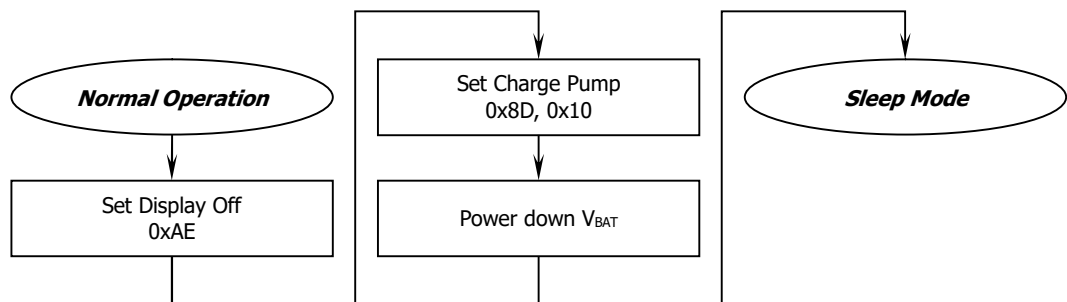 Normal Operation
Set Display Off
0xAE
Set Charge Pump
0x8D, 0x10
Power down VBAT
Sleep Mode